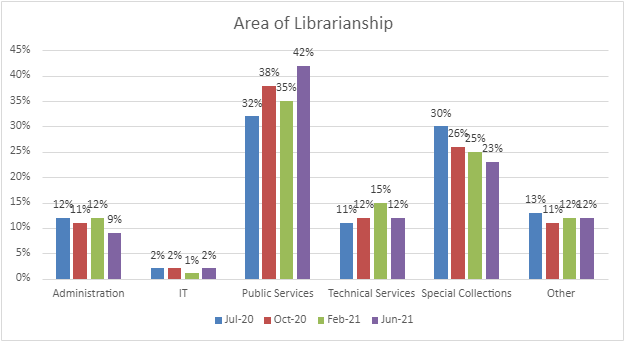 Area of Librarianship
45%
40%
35%
30%
25%
20%
15%
10%
5%
0%
12% 11% 12% 9%
2% 2% 1% 2%
32% 38% 35% 42%
11% 12% 15% 12%
30% 26% 25% 23%
13% 11% 12% 12%
Administration IT Public Services Technical Services Special Collections Other
Jul-20 Oct-20 Feb-21 Jun-21